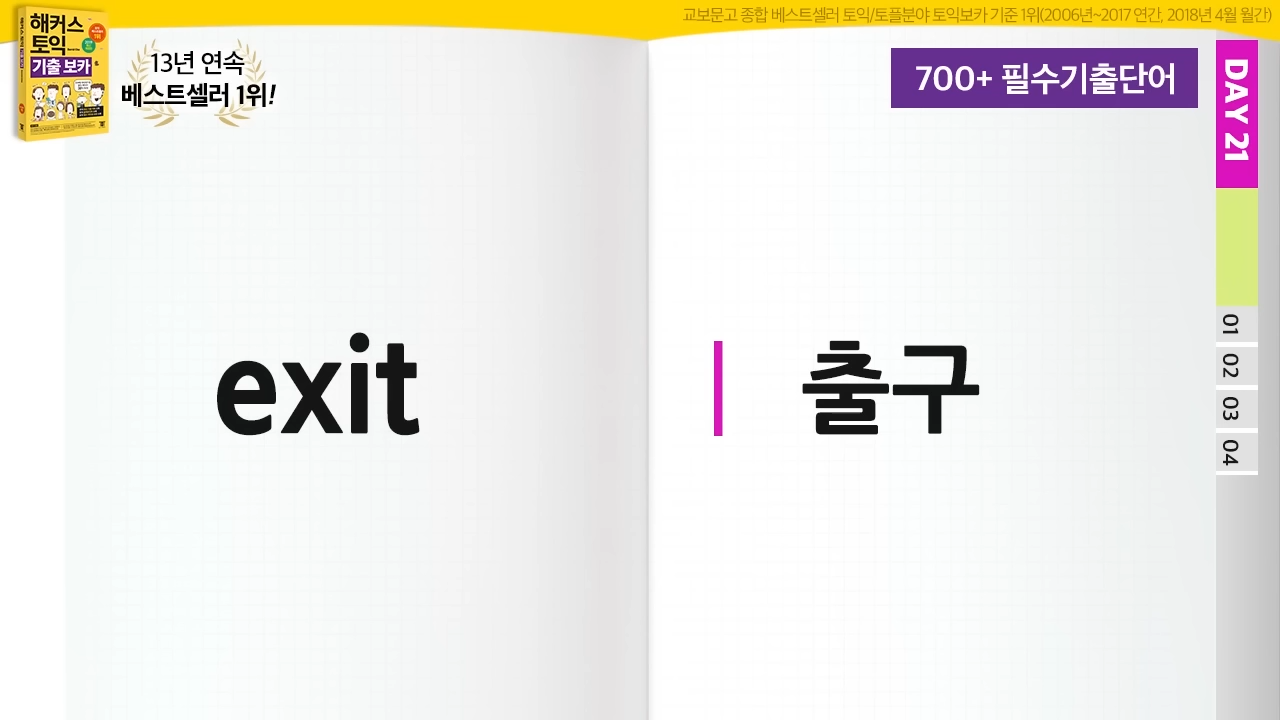 교보문고 종합 베스트셀러 토익/토플분야 토익보카 기준 1위(2006년~2017 연간, 2018년 4월 월간)
해커스
토익
기출 보카
13년 연속
베스트셀러 1위!
700+ 필수기출단어
DAY 21
exit
출구
01
02
03
04